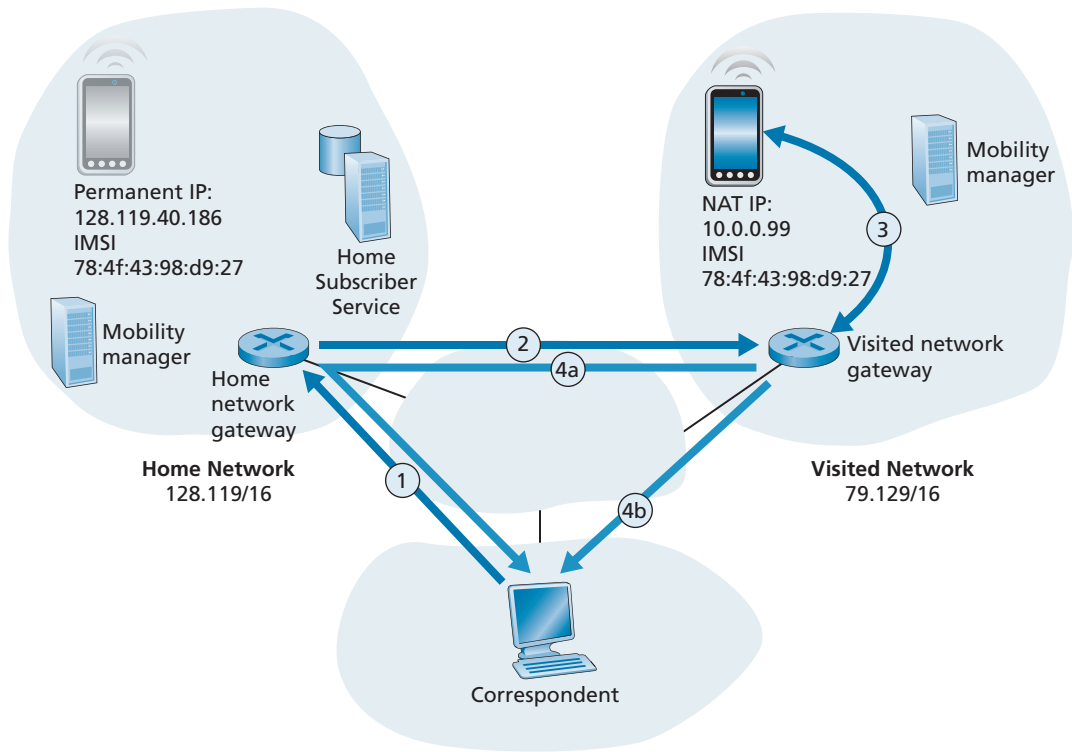 Permanent IP:
128.119.40.186
IMSI
78:4f:43:98:d9:27
Home
Subscriber
Service
Mobility
manager
Home
network
gateway
Home Network
128.119/16
NAT IP:
10.0.0.99
IMSI
78:4f:43:98:d9:27
Mobility
manager
3
Visited network
gateway
Visited Network
79.129/16
2
4a
1
4b
Correspondent